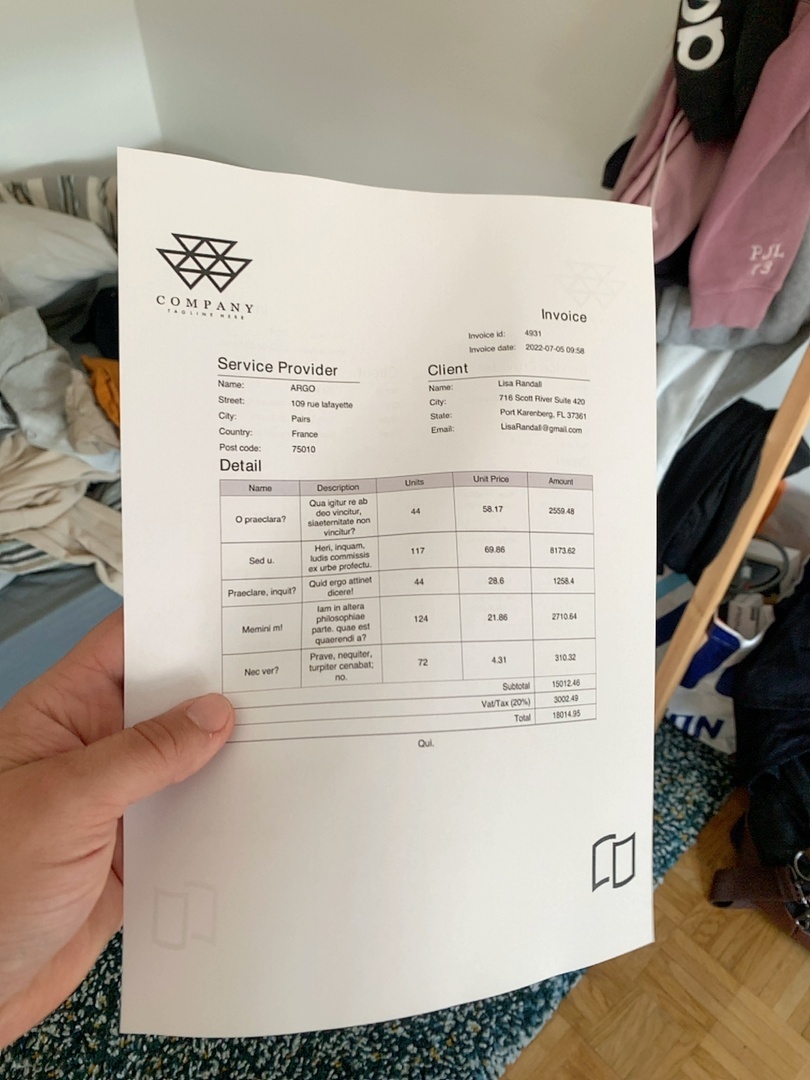 COMPANY
TAGLINE HERE
Invoice
Invoice id: 4931
Invoice date: 2022-07-05 09:58
Service Provider
Name: ARGO
Street: 109 rue lafayette
City: Pairs
Country: France
Post code: 75010
Client
Name: Lisa Randall
City: 716 Scott River Suite 420
State: Port Karenberg, FL 37361
Email: LisaRandall@gmail.com
Detail
Name Description Units Unit Price Amount
O praeclara? Qua igitur re ab 44 58.17 2559.48
deo vincitur,
siaeternitate non
vincitur?
Sed u. Heri, inquam, 117 69.86 8173.62
ludis commissis
ex urbe profectu.
Praeclare, inquit? Quid ergo attinet 44 28.6 1258.4
dicere!
Memini m! Iam in altera 124 21.86 2710.64
philosophiae
parte. quae est
quaerendi a?
Nec ver? Prave, nequiter, 72 4.31 310.32
turpiter cenabat;
no.
Subtotal 15012.46
Vat/Tax (20%) 3002.49
Total 18014.95
Qui.
PJL
73